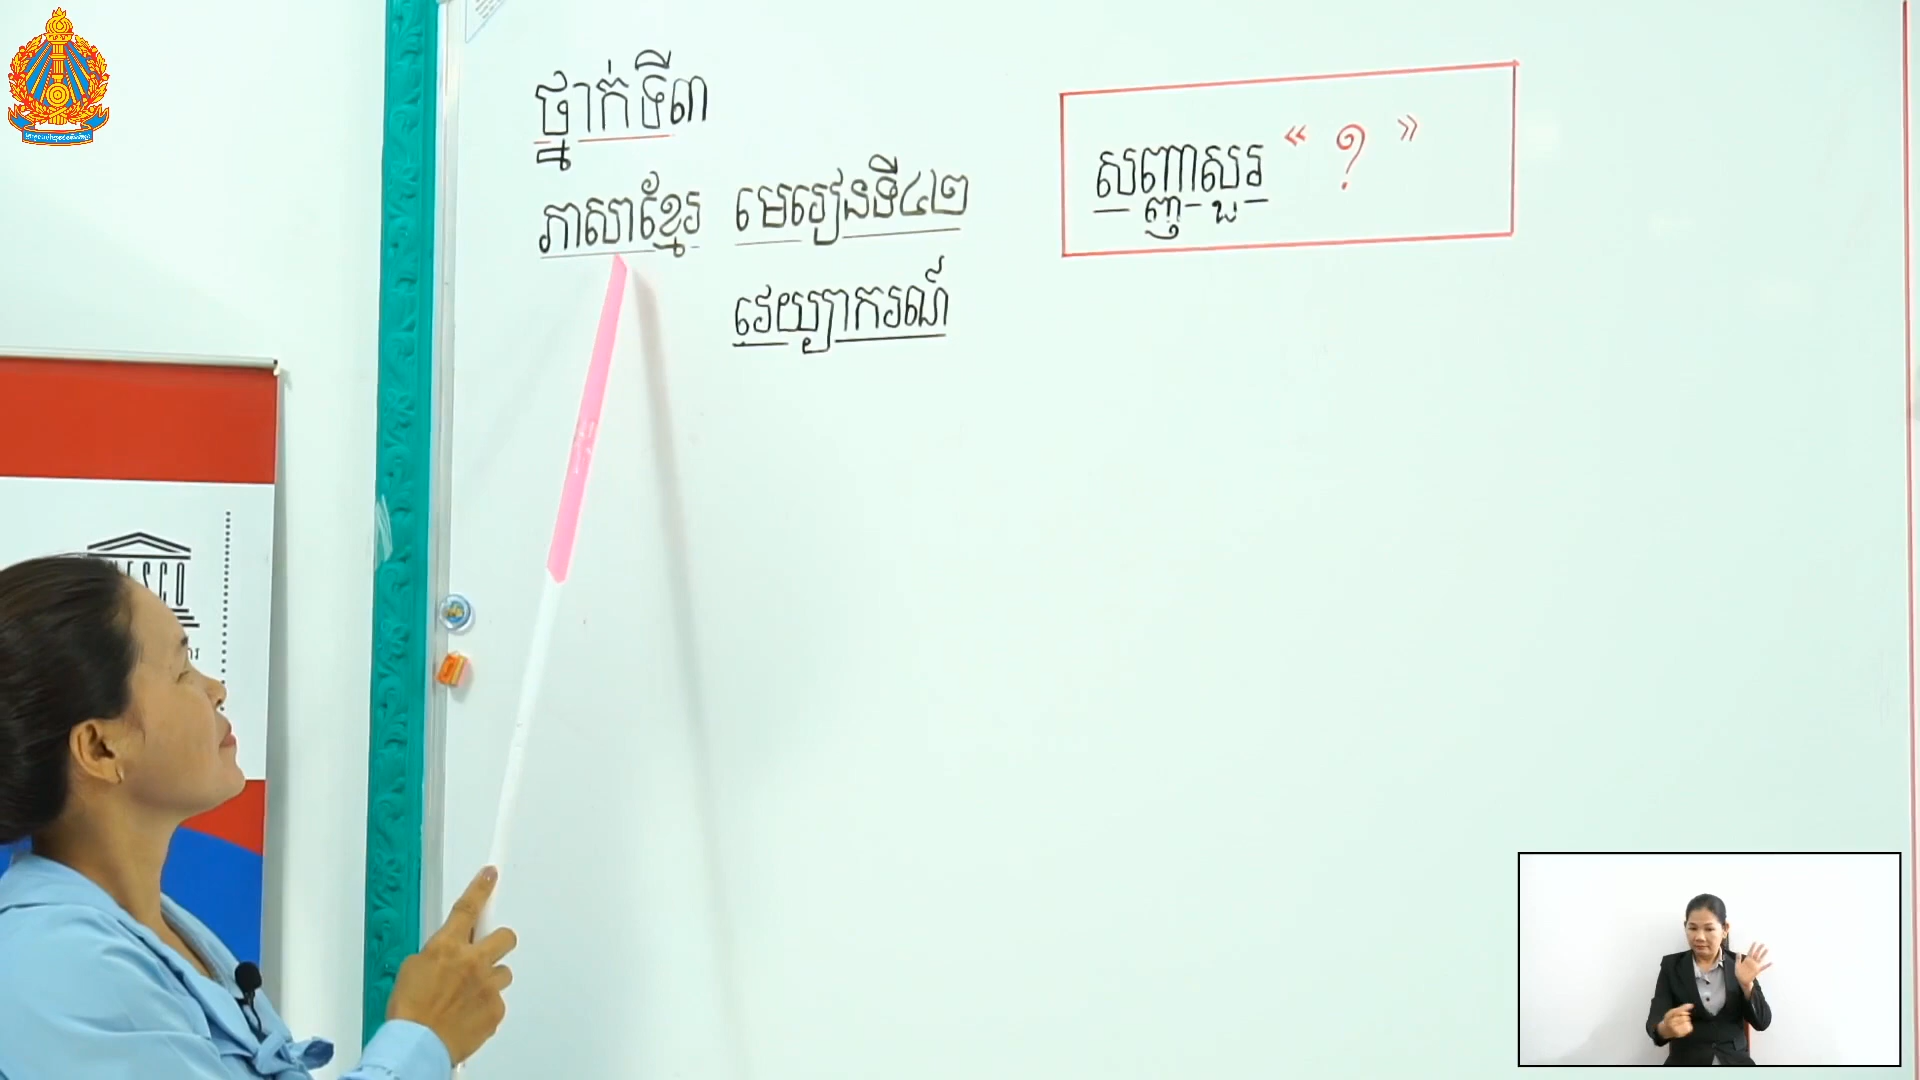 ថ្នាក់ទី៣
ភាសាខ្មែរ មេរៀនទី៤២
វេយ្យាករណ៍
សញ្ញាសួរ « ? »